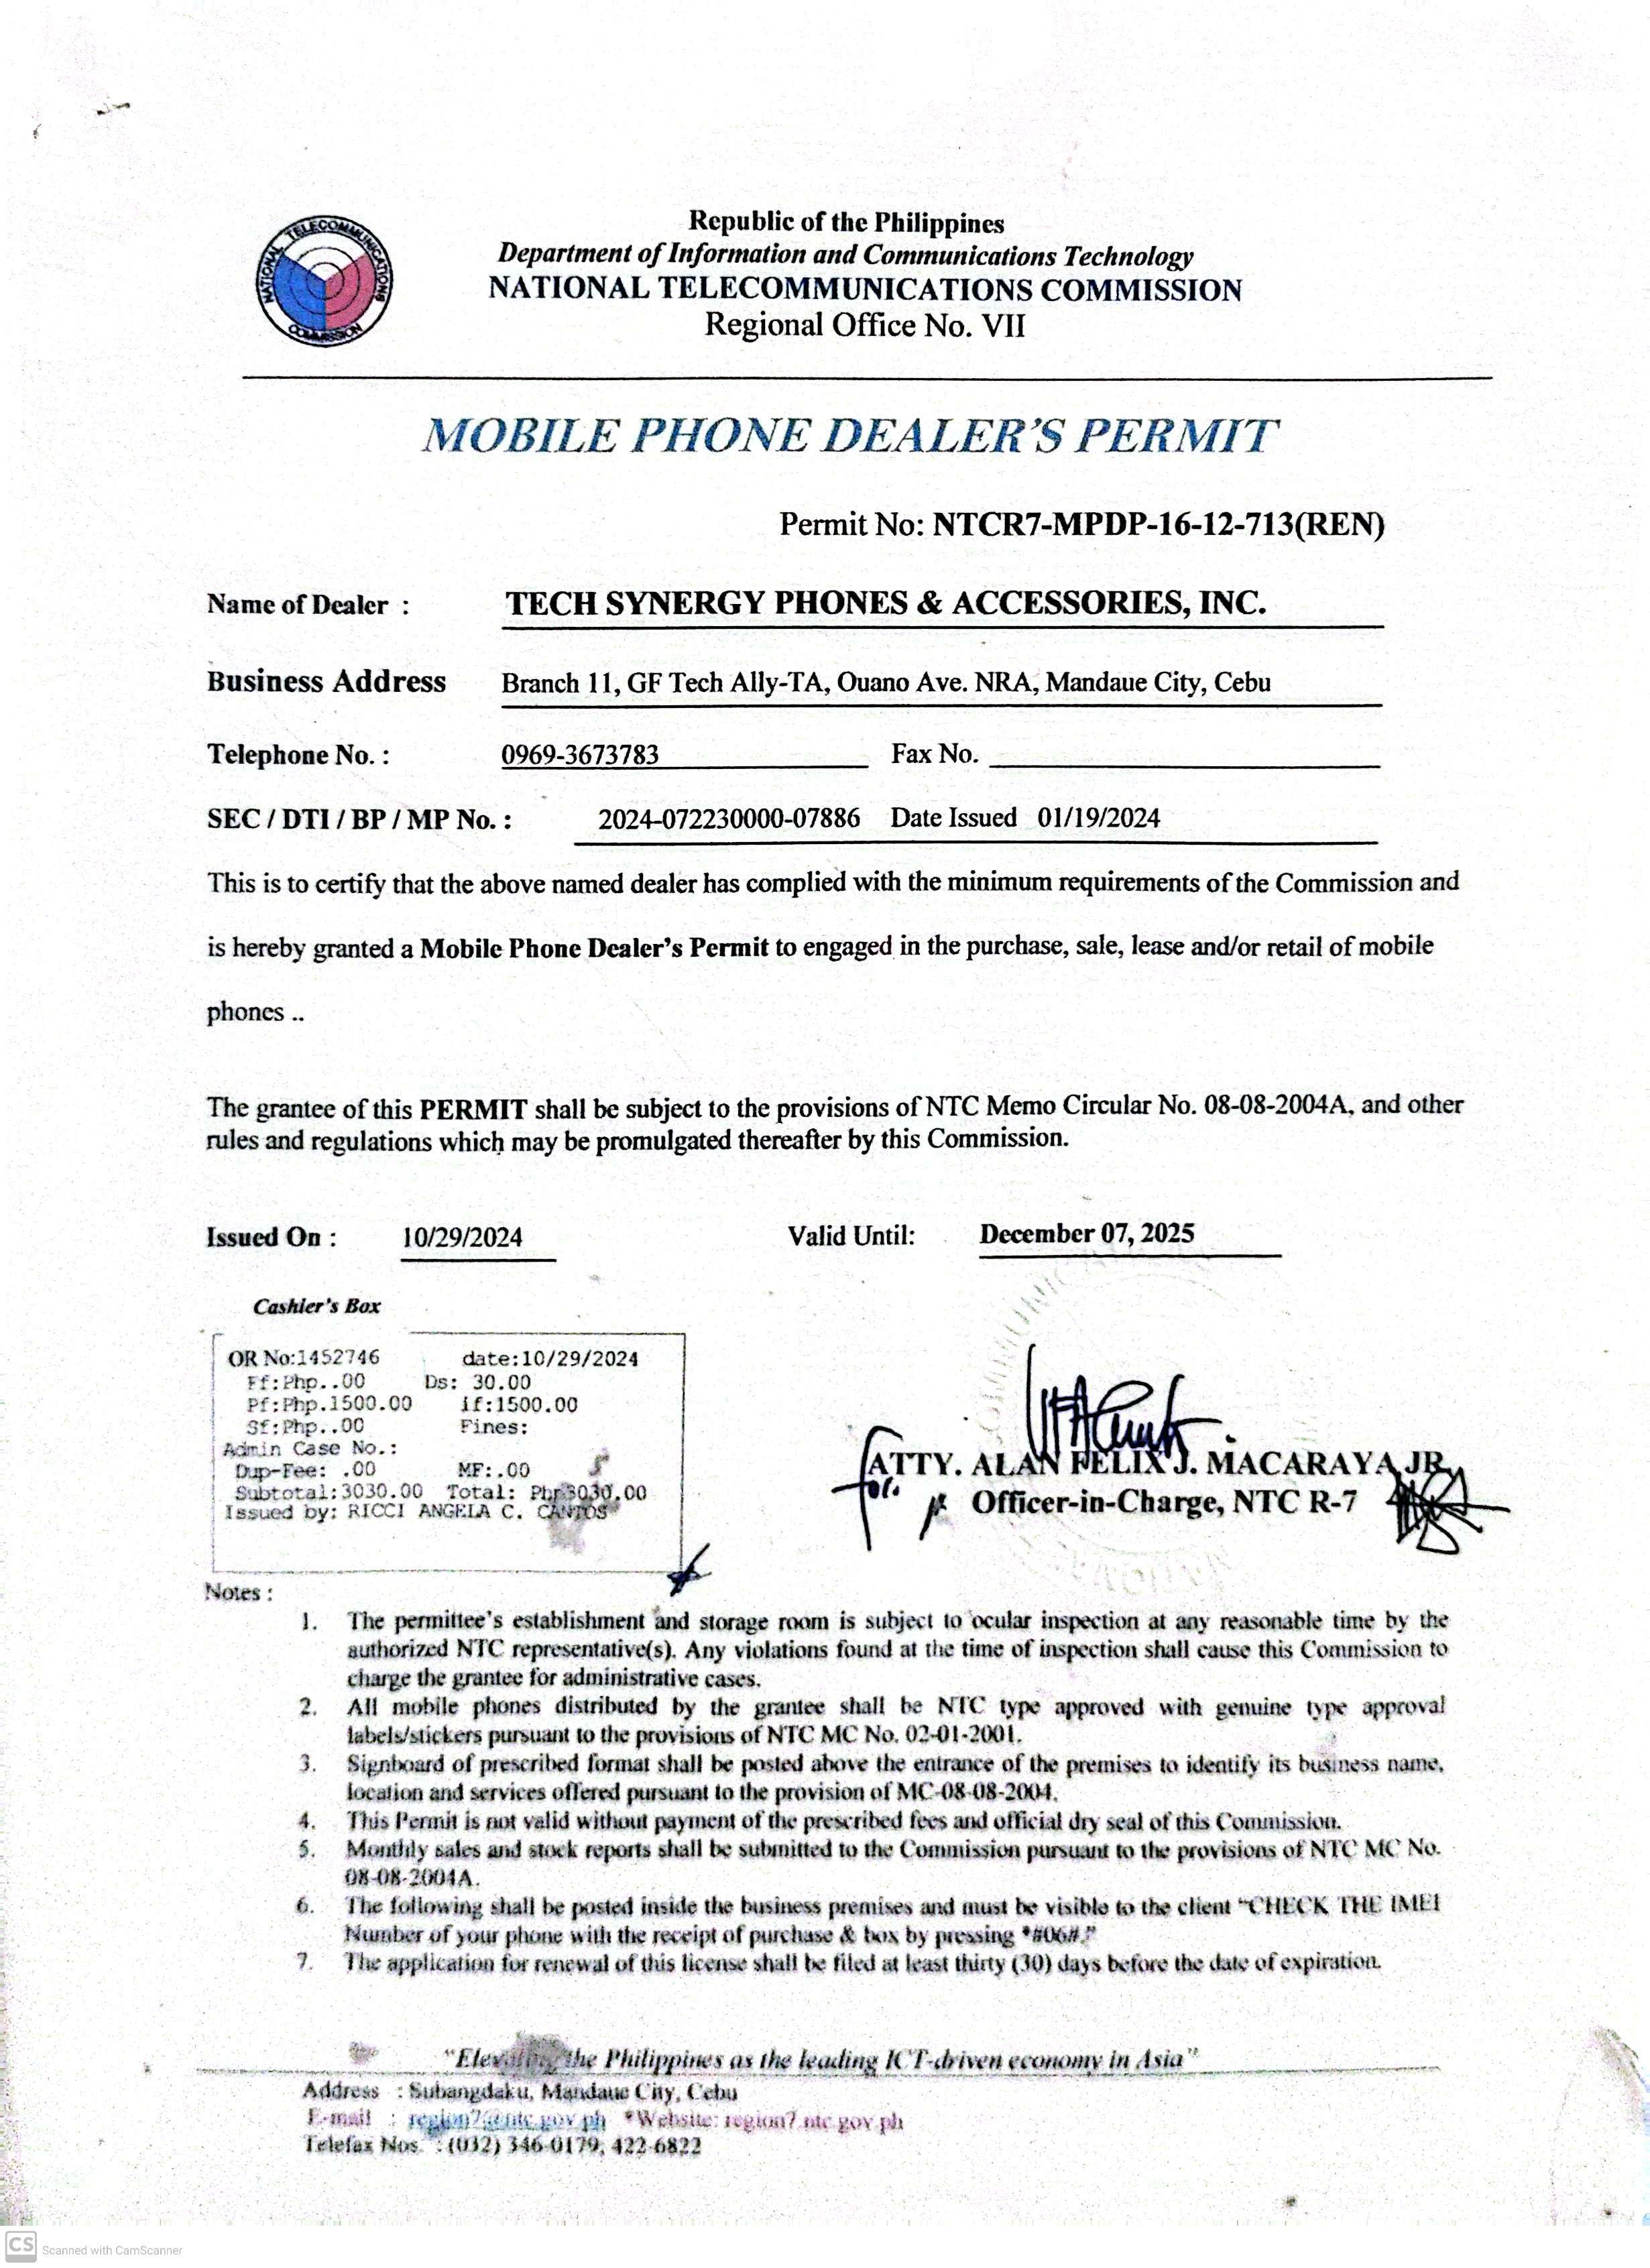 NATIONAL TELECOMMUNICATIONS COMMISSION
Republic of the Philippines
Department of Information and Communications Technology
NATIONAL TELECOMMUNICATIONS COMMISSION
Regional Office No. VII
MOBILE PHONE DEALER'S PERMIT
Permit No: NTCR7-MPDP-16-12-713(REN)
Name of Dealer : TECH SYNERGY PHONES & ACCESSORIES, INC.
Business Address Branch 11, GF Tech Ally-TA, Ouano Ave. NRA, Mandaue City, Cebu
Telephone No. : 0969-3673783 Fax No.
SEC / DTI / BP / MP No. : 2024-072230000-07886 Date Issued 01/19/2024
This is to certify that the above named dealer has complied with the minimum requirements of the Commission and
is hereby granted a Mobile Phone Dealer's Permit to engaged in the purchase, sale, lease and/or retail of mobile
phones ..
The grantee of this PERMIT shall be subject to the provisions of NTC Memo Circular No. 08-08-2004A, and other
rules and regulations which may be promulgated thereafter by this Commission.
Issued On : 10/29/2024 Valid Until: December 07, 2025
Cashier's Box
OR No:1452746 date:10/29/2024
Ff:Php..00 Ds: 30.00
Pf:Php.1500.00 if:1500.00
Sf:Php..00 Fines:
Admin Case No.:
Dup-Fee: .00 MF:.00
Subtotal:3030.00 Total: Php3030.00
Issued by: RICCI ANGELA C. CANTOS
ATTY. ALAN FELIX J. MACARAYA JR.
for.
Officer-in-Charge, NTC R-7
Notes :
1. The permittee's establishment and storage room is subject to ocular inspection at any reasonable time by the
authorized NTC representative(s). Any violations found at the time of inspection shall cause this Commission to
charge the grantee for administrative cases.
2. All mobile phones distributed by the grantee shall be NTC type approved with genuine type approval
labels/stickers pursuant to the provisions of NTC MC No. 02-01-2001.
3. Signboard of prescribed format shall be posted above the entrance of the premises to identify its business name,
location and services offered pursuant to the provision of MC-08-08-2004.
4. This Permit is not valid without payment of the prescribed fees and official dry seal of this Commission.
5. Monthly sales and stock reports shall be submitted to the Commission pursuant to the provisions of NTC MC No.
08-08-2004A.
6. The following shall be posted inside the business premises and must be visible to the client "CHECK THE IMEI
Number of your phone with the receipt of purchase & box by pressing *#06#."
7. The application for renewal of this license shall be filed at least thirty (30) days before the date of expiration.
"Elevating the Philippines as the leading ICT-driven economy in Asia"
Address : Subangdaku, Mandaue City, Cebu
E-mail : region7@ntc.gov.ph *Website: region7.ntc.gov.ph
Telefax Nos. : (032) 346-0179, 422-6822
CS Scanned with CamScanner